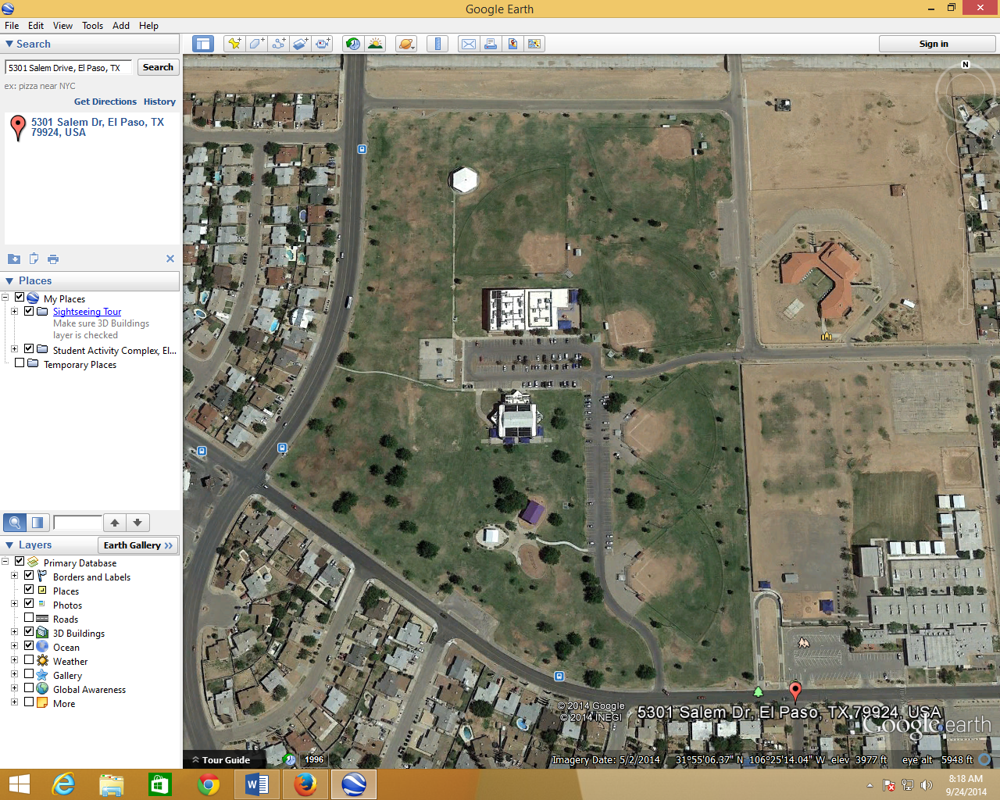 Google Earth
File Edit View Tools Add Help
Search
Sign in
5301 Salem Drive, El Paso, TX
Search
ex: pizza near NYC
Get Directions History
5301 Salem Dr, El Paso, TX
79924, USA
N
Places
My Places
Sightseeing Tour
Make sure 3D Buildings
layer is checked
Student Activity Complex, El...
Temporary Places
Layers
Earth Gallery >>
Primary Database
Borders and Labels
Places
Photos
Roads
3D Buildings
Ocean
Weather
Gallery
Global Awareness
More
© 2014 Google
© 2014 INEGI
5301 Salem Dr, El Paso, TX 79924, USA
Google earth
Tour Guide
1996
Imagery Date: 5/2/2014 31°55'06.37" N 106°25'14.04" W elev 3977 ft eye alt 5948 ft
8:18 AM
9/24/2014